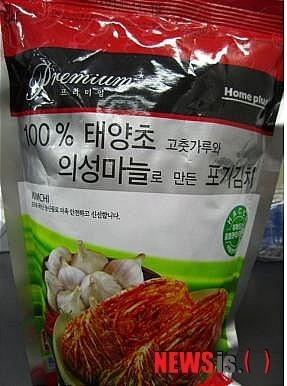 Premium
프리미엄
Home plus
100 % 태양초 고춧가루와
의성마늘로 만든 포기김치
KIMCHI
HACCP
NEWSis.( )